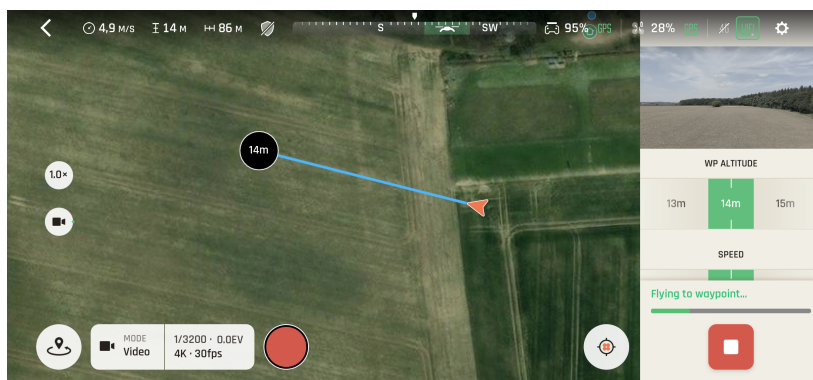 4,9 M/S 14 M 86 M S SW 95% GPS 28% GPS
14m
1.0×
WP ALTITUDE
13m 14m 15m
SPEED
Flying to waypoint...
MODE
Video
1/3200 · 0.0EV
4K · 30fps